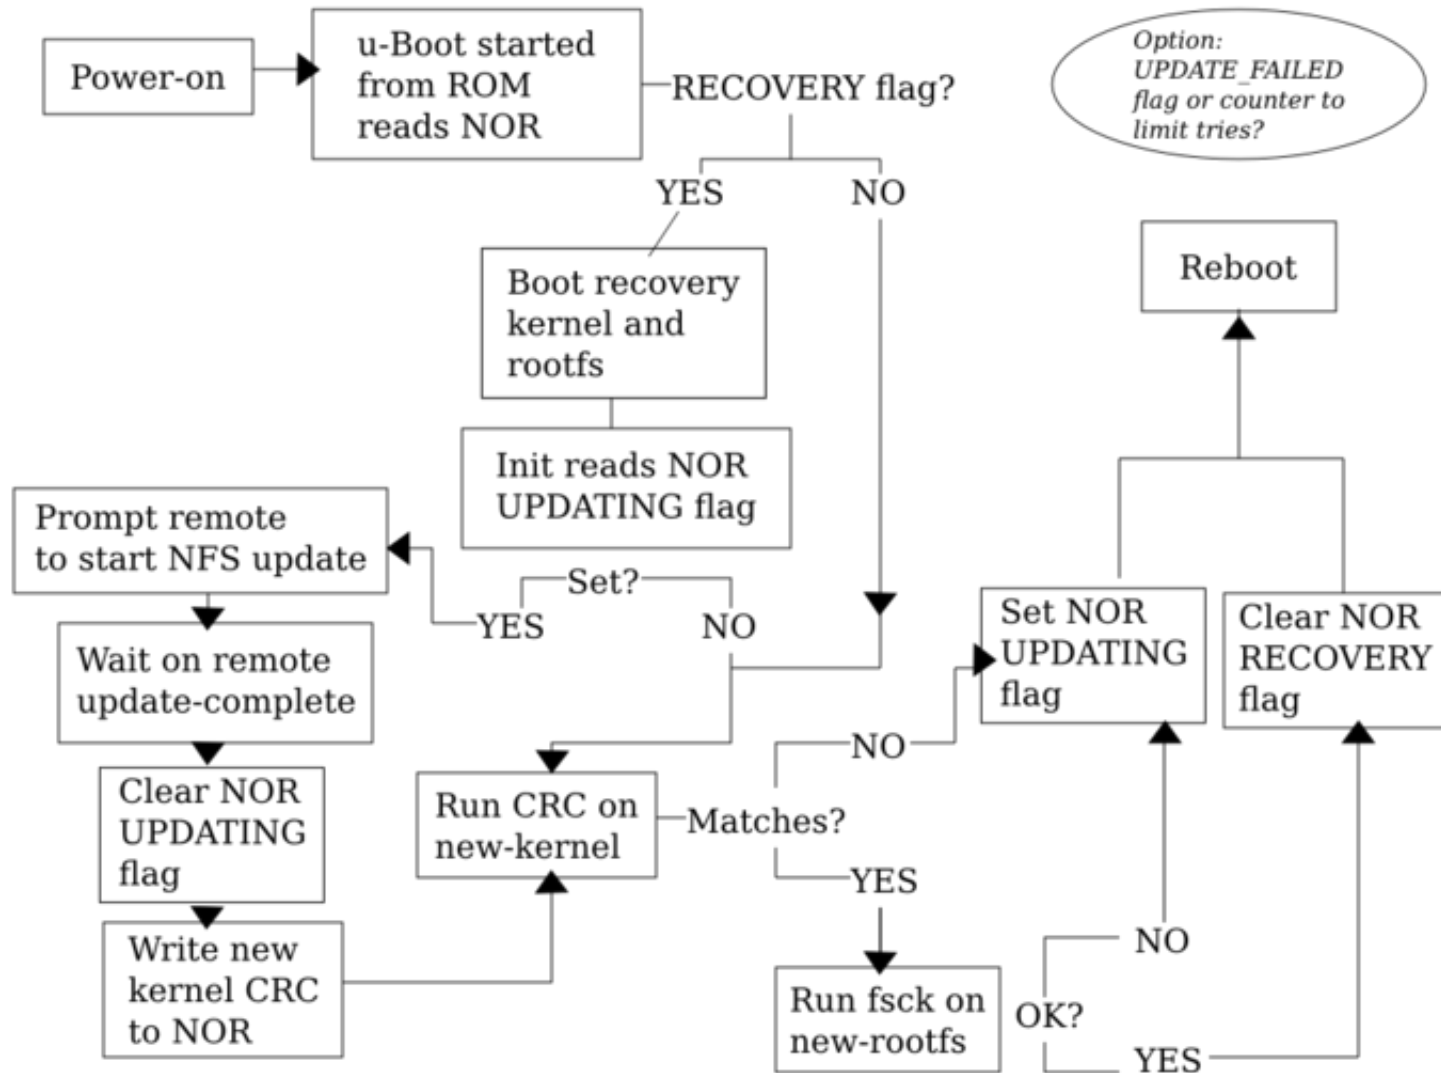 Power-on
u-Boot started
from ROM
reads NOR
RECOVERY flag?
Option:
UPDATE_FAILED
flag or counter to
limit tries?
YES
NO
Boot recovery
kernel and
rootfs
Reboot
Init reads NOR
UPDATING flag
Prompt remote
to start NFS update
Set?
YES
NO
Wait on remote
update-complete
Set NOR
UPDATING
flag
Clear NOR
RECOVERY
flag
Clear NOR
UPDATING
flag
Run CRC on
new-kernel
Matches?
NO
YES
Write new
kernel CRC
to NOR
Run fsck on
new-rootfs
OK?
NO
YES